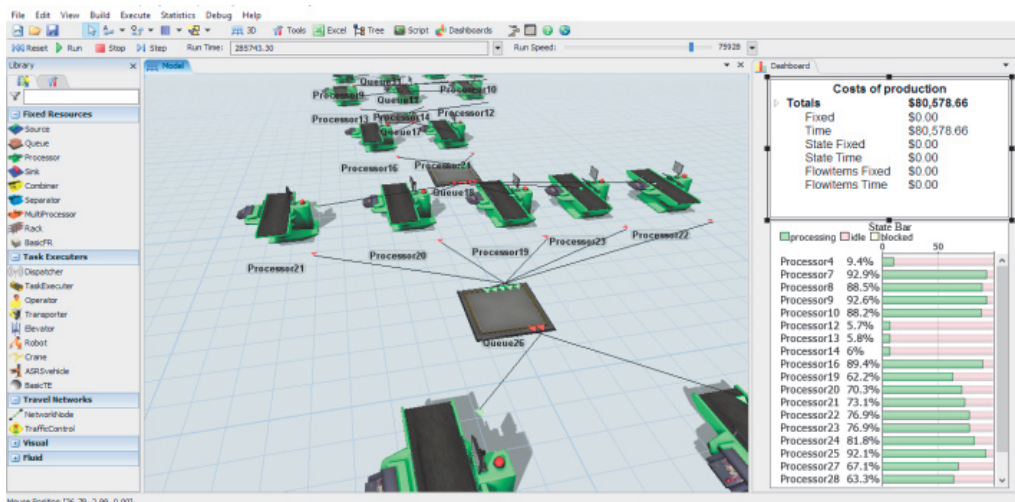 File Edit View Build Execute Statistics Debug Help
3D Tools Excel Tree Script Dashboards
Reset Run Stop Step Run Time: 285743.30 Run Speed: 75928
Library
Model
Dashboard
Fixed Resources
Source
Queue
Processor
Sink
Combiner
Separator
MultiProcessor
Rack
BasicFR
Task Executers
Dispatcher
TaskExecuter
Operator
Transporter
Elevator
Robot
Crane
ASRSvehicle
BasicTE
Travel Networks
NetworkNode
TrafficControl
Visual
Fluid
Processor9
Processor10
Processor13
Processor14
Processor12
Queue17
Processor16
Queue18
Processor21
Processor20
Processor19
Processor23
Processor22
Queue26
Costs of production
Totals $80,578.66
Fixed $0.00
Time $80,578.66
State Fixed $0.00
State Time $0.00
Flowitems Fixed $0.00
Flowitems Time $0.00
State Bar
processing idle blocked
0 50
Processor4 9.4%
Processor7 92.9%
Processor8 88.5%
Processor9 92.6%
Processor10 88.2%
Processor12 5.7%
Processor13 5.8%
Processor14 6%
Processor16 89.4%
Processor19 62.2%
Processor20 70.3%
Processor21 73.1%
Processor22 76.9%
Processor23 76.9%
Processor24 81.8%
Processor25 92.1%
Processor27 67.1%
Processor28 63.3%